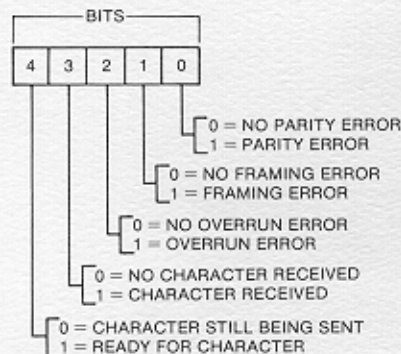 BITS
4 3 2 1 0
0 = NO PARITY ERROR
1 = PARITY ERROR
0 = NO FRAMING ERROR
1 = FRAMING ERROR
0 = NO OVERRUN ERROR
1 = OVERRUN ERROR
0 = NO CHARACTER RECEIVED
1 = CHARACTER RECEIVED
0 = CHARACTER STILL BEING SENT
1 = READY FOR CHARACTER